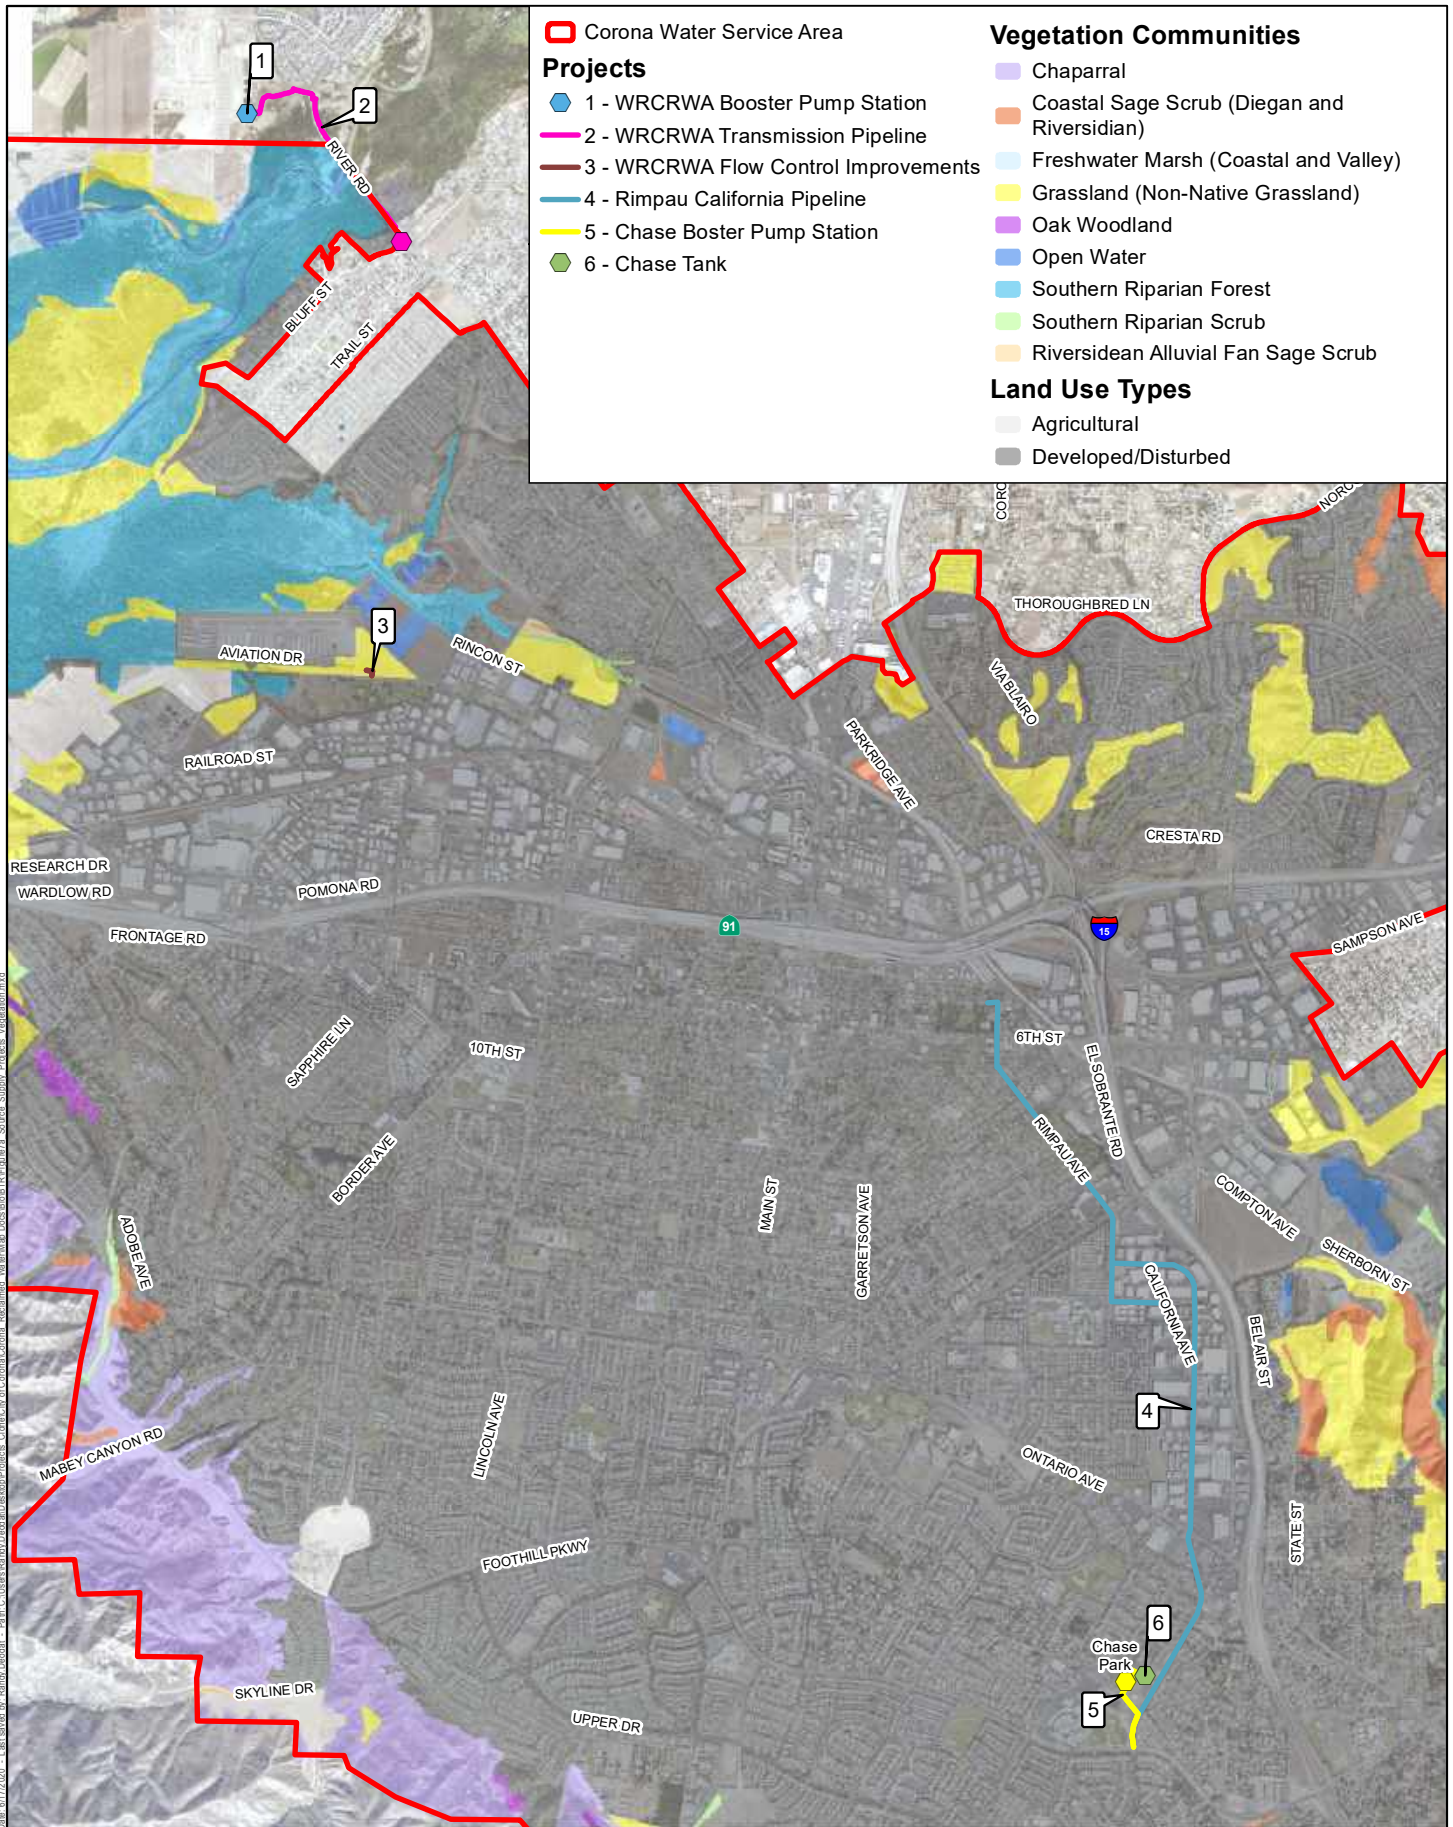 Corona Water Service Area
Projects
1 - WRCRWA Booster Pump Station
2 - WRCRWA Transmission Pipeline
3 - WRCRWA Flow Control Improvements
4 - Rimpau California Pipeline
5 - Chase Boster Pump Station
6 - Chase Tank
Vegetation Communities
Chaparral
Coastal Sage Scrub (Diegan and
Riversidian)
Freshwater Marsh (Coastal and Valley)
Grassland (Non-Native Grassland)
Oak Woodland
Open Water
Southern Riparian Forest
Southern Riparian Scrub
Riversidean Alluvial Fan Sage Scrub
Land Use Types
Agricultural
Developed/Disturbed
1
2
RIVER RD
BLUFF ST
TRAIL ST
CORO
NORC
THOROUGHBRED LN
3
AVIATION DR
RINCON ST
VIA BLAIRO
PARKRIDGE AVE
RAILROAD ST
CRESTA RD
RESEARCH DR
WARDLOW RD
POMONA RD
FRONTAGE RD
91
15
SAMPSON AVE
SAPPHIRE LN
10TH ST
6TH ST
EL SOBRANTE RD
RIMPAU AVE
BORDER AVE
MAIN ST
GARRETSON AVE
COMPTON AVE
SHERBORN ST
ADOBE AVE
CALIFORNIA AVE
BEL AIR ST
4
LINCOLN AVE
MABEY CANYON RD
ONTARIO AVE
STATE ST
FOOTHILL PKWY
6
Chase
Park
5
SKYLINE DR
UPPER DR